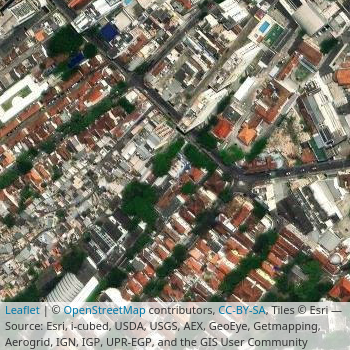 Leaflet | © OpenStreetMap contributors, CC-BY-SA, Tiles © Esri —
Source: Esri, i-cubed, USDA, USGS, AEX, GeoEye, Getmapping,
Aerogrid, IGN, IGP, UPR-EGP, and the GIS User Community